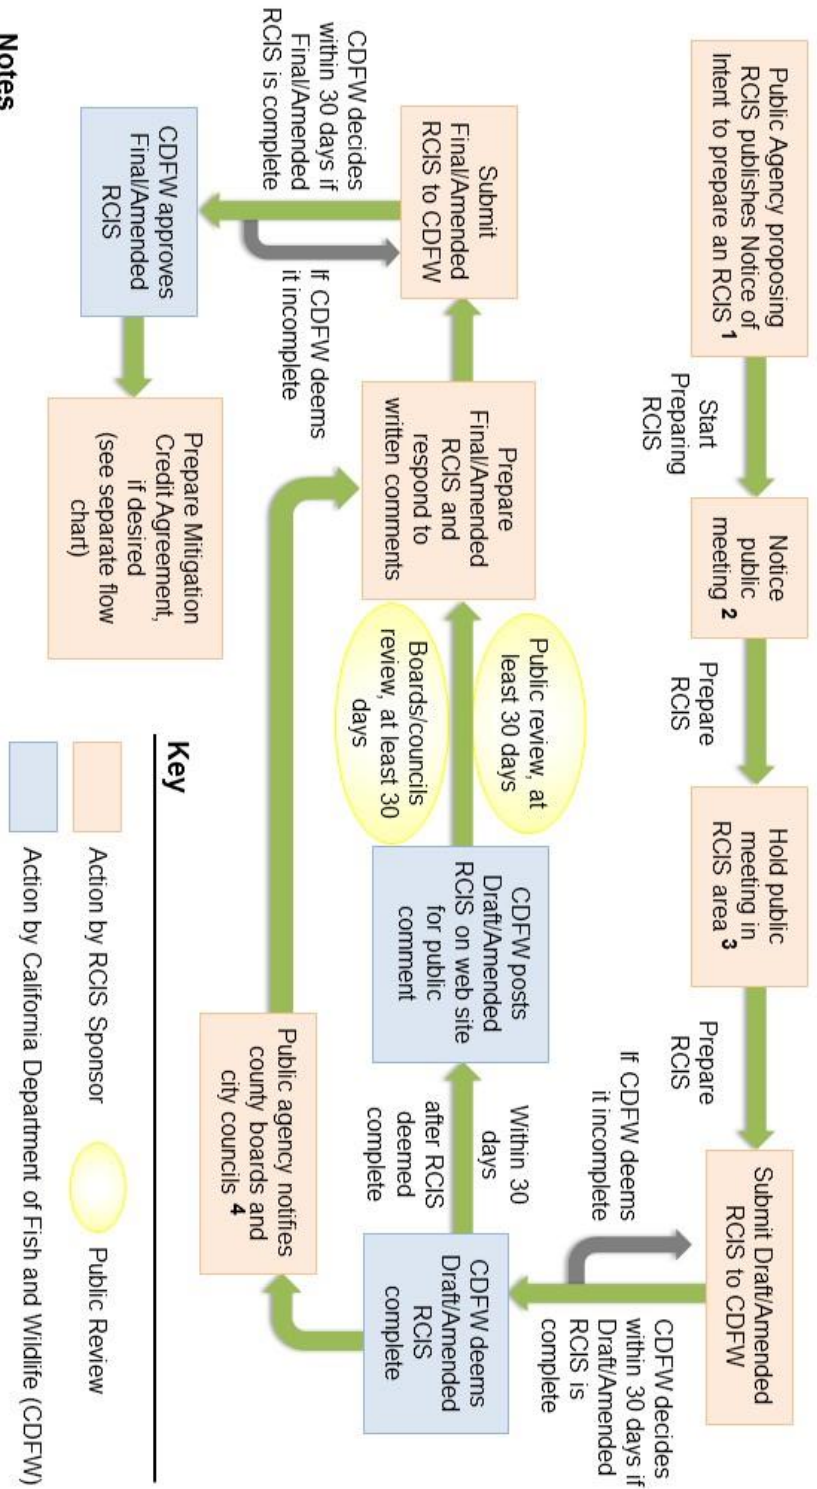 Public Agency proposing
RCIS publishes Notice of
Intent to prepare an RCIS 1
Start
Preparing
RCIS
Notice
public
meeting 2
Prepare
RCIS
Hold public
meeting in
RCIS area 3
Prepare
RCIS
Submit Draft/Amended
RCIS to CDFW
If CDFW deems
it incomplete
CDFW decides
within 30 days if
Draft/Amended
RCIS is
complete
CDFW deems
Draft/Amended
RCIS
complete
Within 30
days
after RCIS
deemed
complete
CDFW posts
Draft/Amended
RCIS on web site
for public
comment
Public agency notifies
county boards and
city councils 4
Public review, at
least 30 days
Boards/councils
review, at least 30
days
Prepare
Final/Amended
RCIS and
respond to
written comments
Submit
Final/Amended
RCIS to CDFW
CDFW decides
within 30 days if
Final/Amended
RCIS is complete
If CDFW deems
it incomplete
CDFW approves
Final/Amended
RCIS
Prepare Mitigation
Credit Agreement,
if desired
(see separate flow
chart)
Key
Action by RCIS Sponsor
Public Review
Action by California Department of Fish and Wildlife (CDFW)
Notes